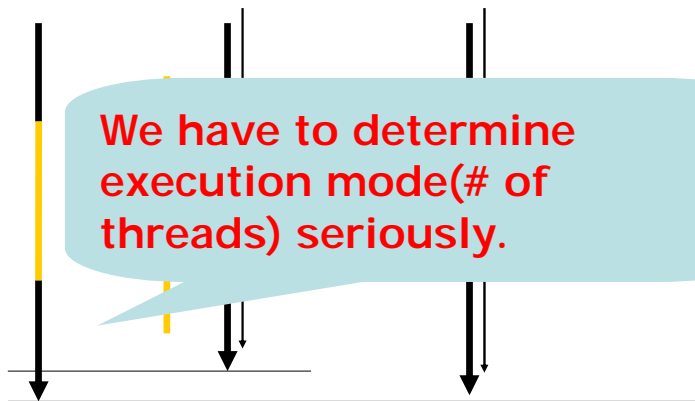 We have to determine
execution mode(# of
threads) seriously.